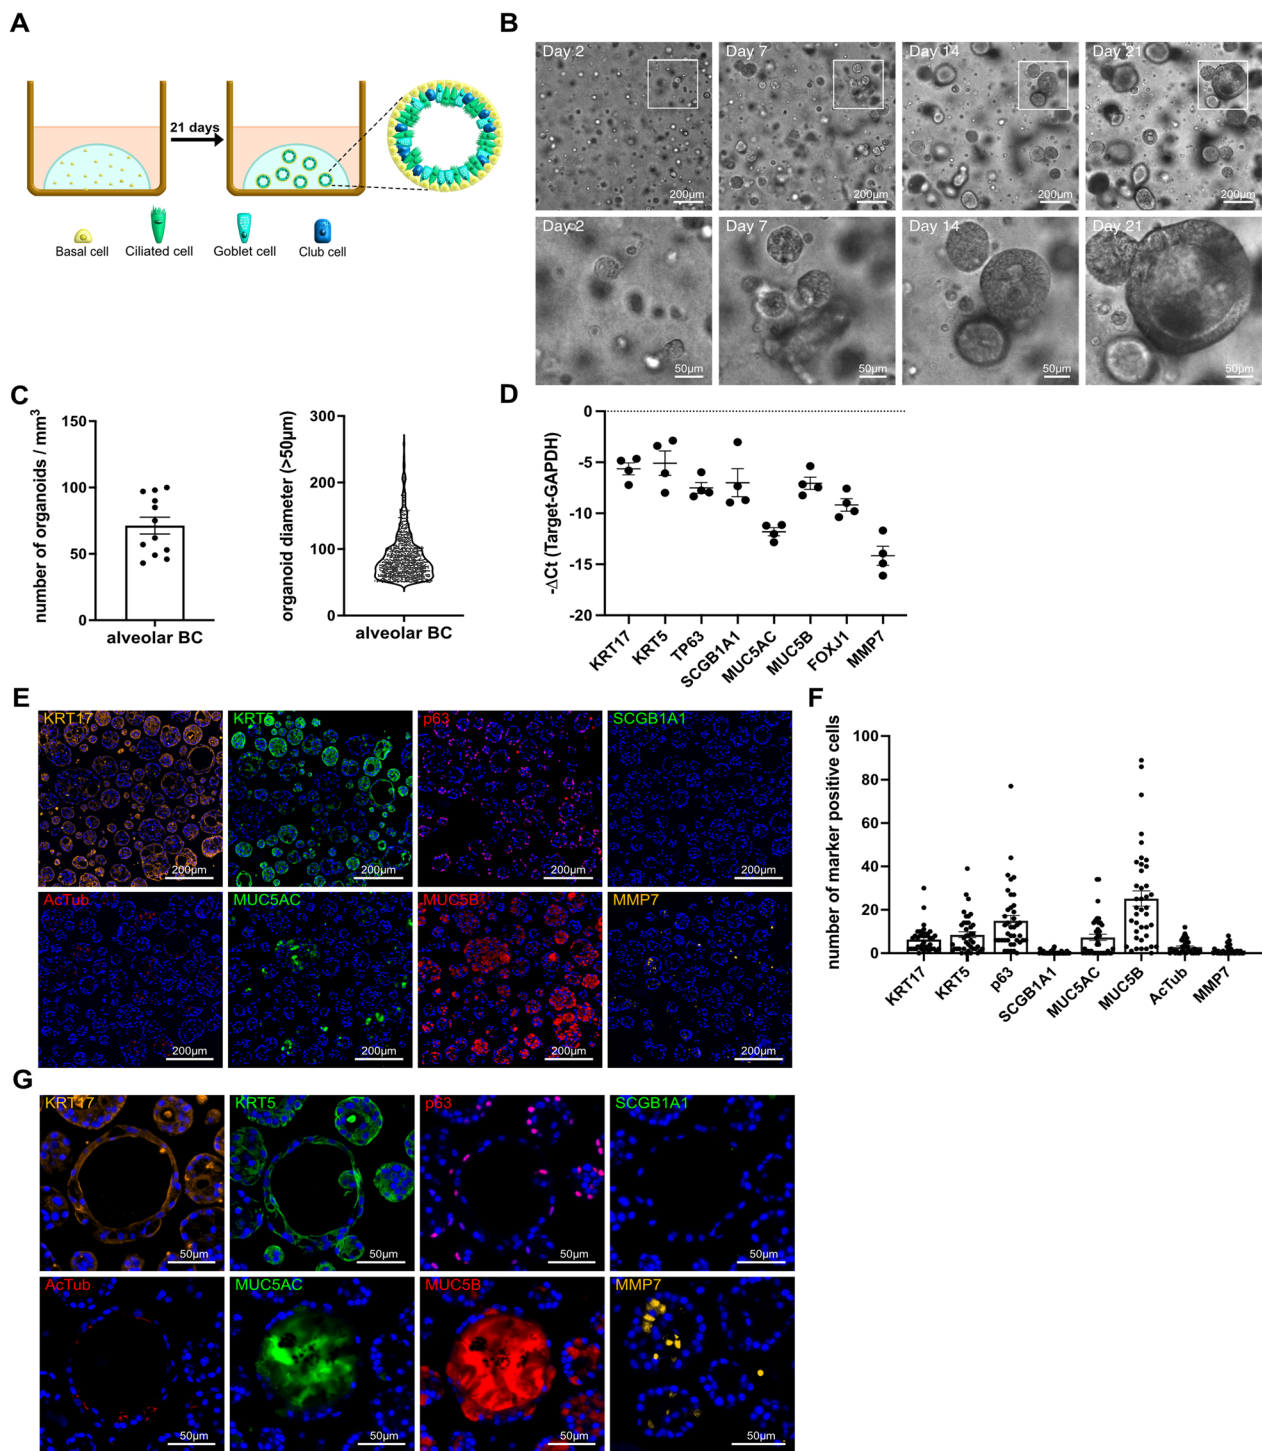 A
21 days
Basal cell
Ciliated cell
Goblet cell
Club cell
B
Day 2
Day 7
Day 14
Day 21
200µm
200µm
200µm
200µm
Day 2
Day 7
Day 14
Day 21
50µm
50µm
50µm
50µm
C
number of organoids / mm³
150
100
50
0
alveolar BC
organoid diameter (>50µm)
300
200
100
0
alveolar BC
D
-ΔCt (Target-GAPDH)
0
-5
-10
-15
-20
KRT17
KRT5
TP63
SCGB1A1
MUC5AC
MUC5B
FOXJ1
MMP7
E
KRT17
KRT5
p63
SCGB1A1
200µm
200µm
200µm
200µm
AcTub
MUC5AC
MUC5B
MMP7
200µm
200µm
200µm
200µm
F
number of marker positive cells
100
80
60
40
20
0
KRT17
KRT5
p63
SCGB1A1
MUC5AC
MUC5B
AcTub
MMP7
G
KRT17
KRT5
p63
SCGB1A1
50µm
50µm
50µm
50µm
AcTub
MUC5AC
MUC5B
MMP7
50µm
50µm
50µm
50µm